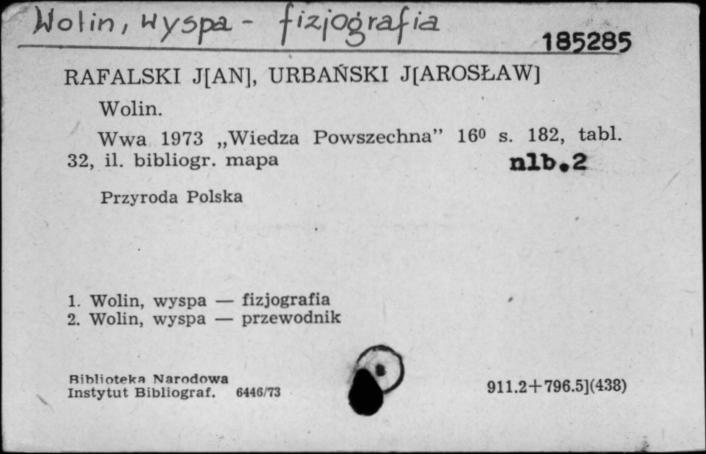 Wolin, wyspa - fizjografia
185285
RAFALSKI J[AN], URBAŃSKI J[AROSŁAW]
Wolin.
Wwa 1973 „Wiedza Powszechna” 16⁰ s. 182, tabl.
32, il. bibliogr. mapa
nlb.2
Przyroda Polska
1. Wolin, wyspa — fizjografia
2. Wolin, wyspa — przewodnik
Biblioteka Narodowa
Instytut Bibliograf. 6446/73
911.2+796.5](438)